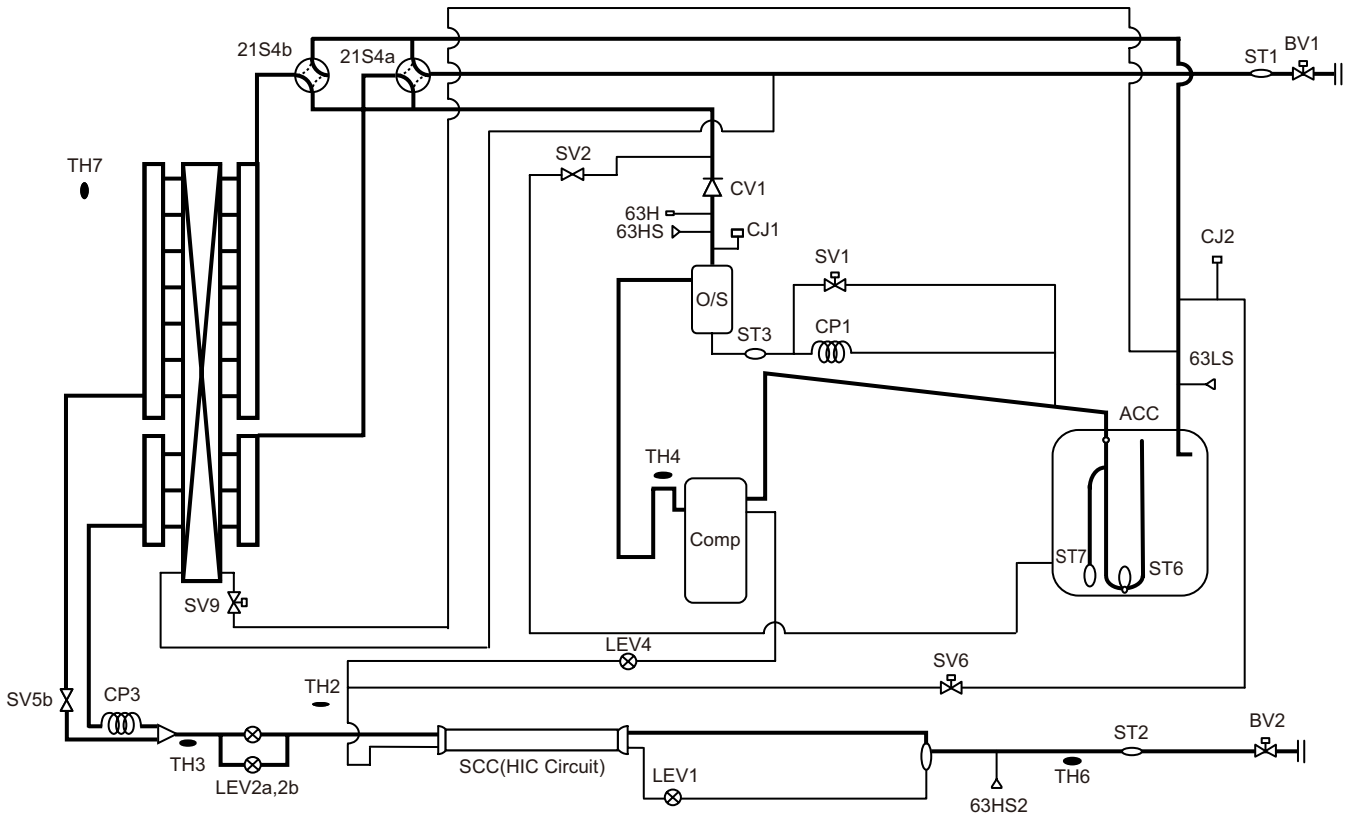 21S4b
21S4a
ST1
BV1
TH7
SV2
CV1
63H
63HS
CJ1
CJ2
SV1
O/S
ST3
CP1
63LS
ACC
TH4
Comp
ST7
ST6
SV9
LEV4
SV6
TH2
SV5b
CP3
TH3
LEV2a,2b
SCC(HIC Circuit)
LEV1
ST2
BV2
TH6
63HS2